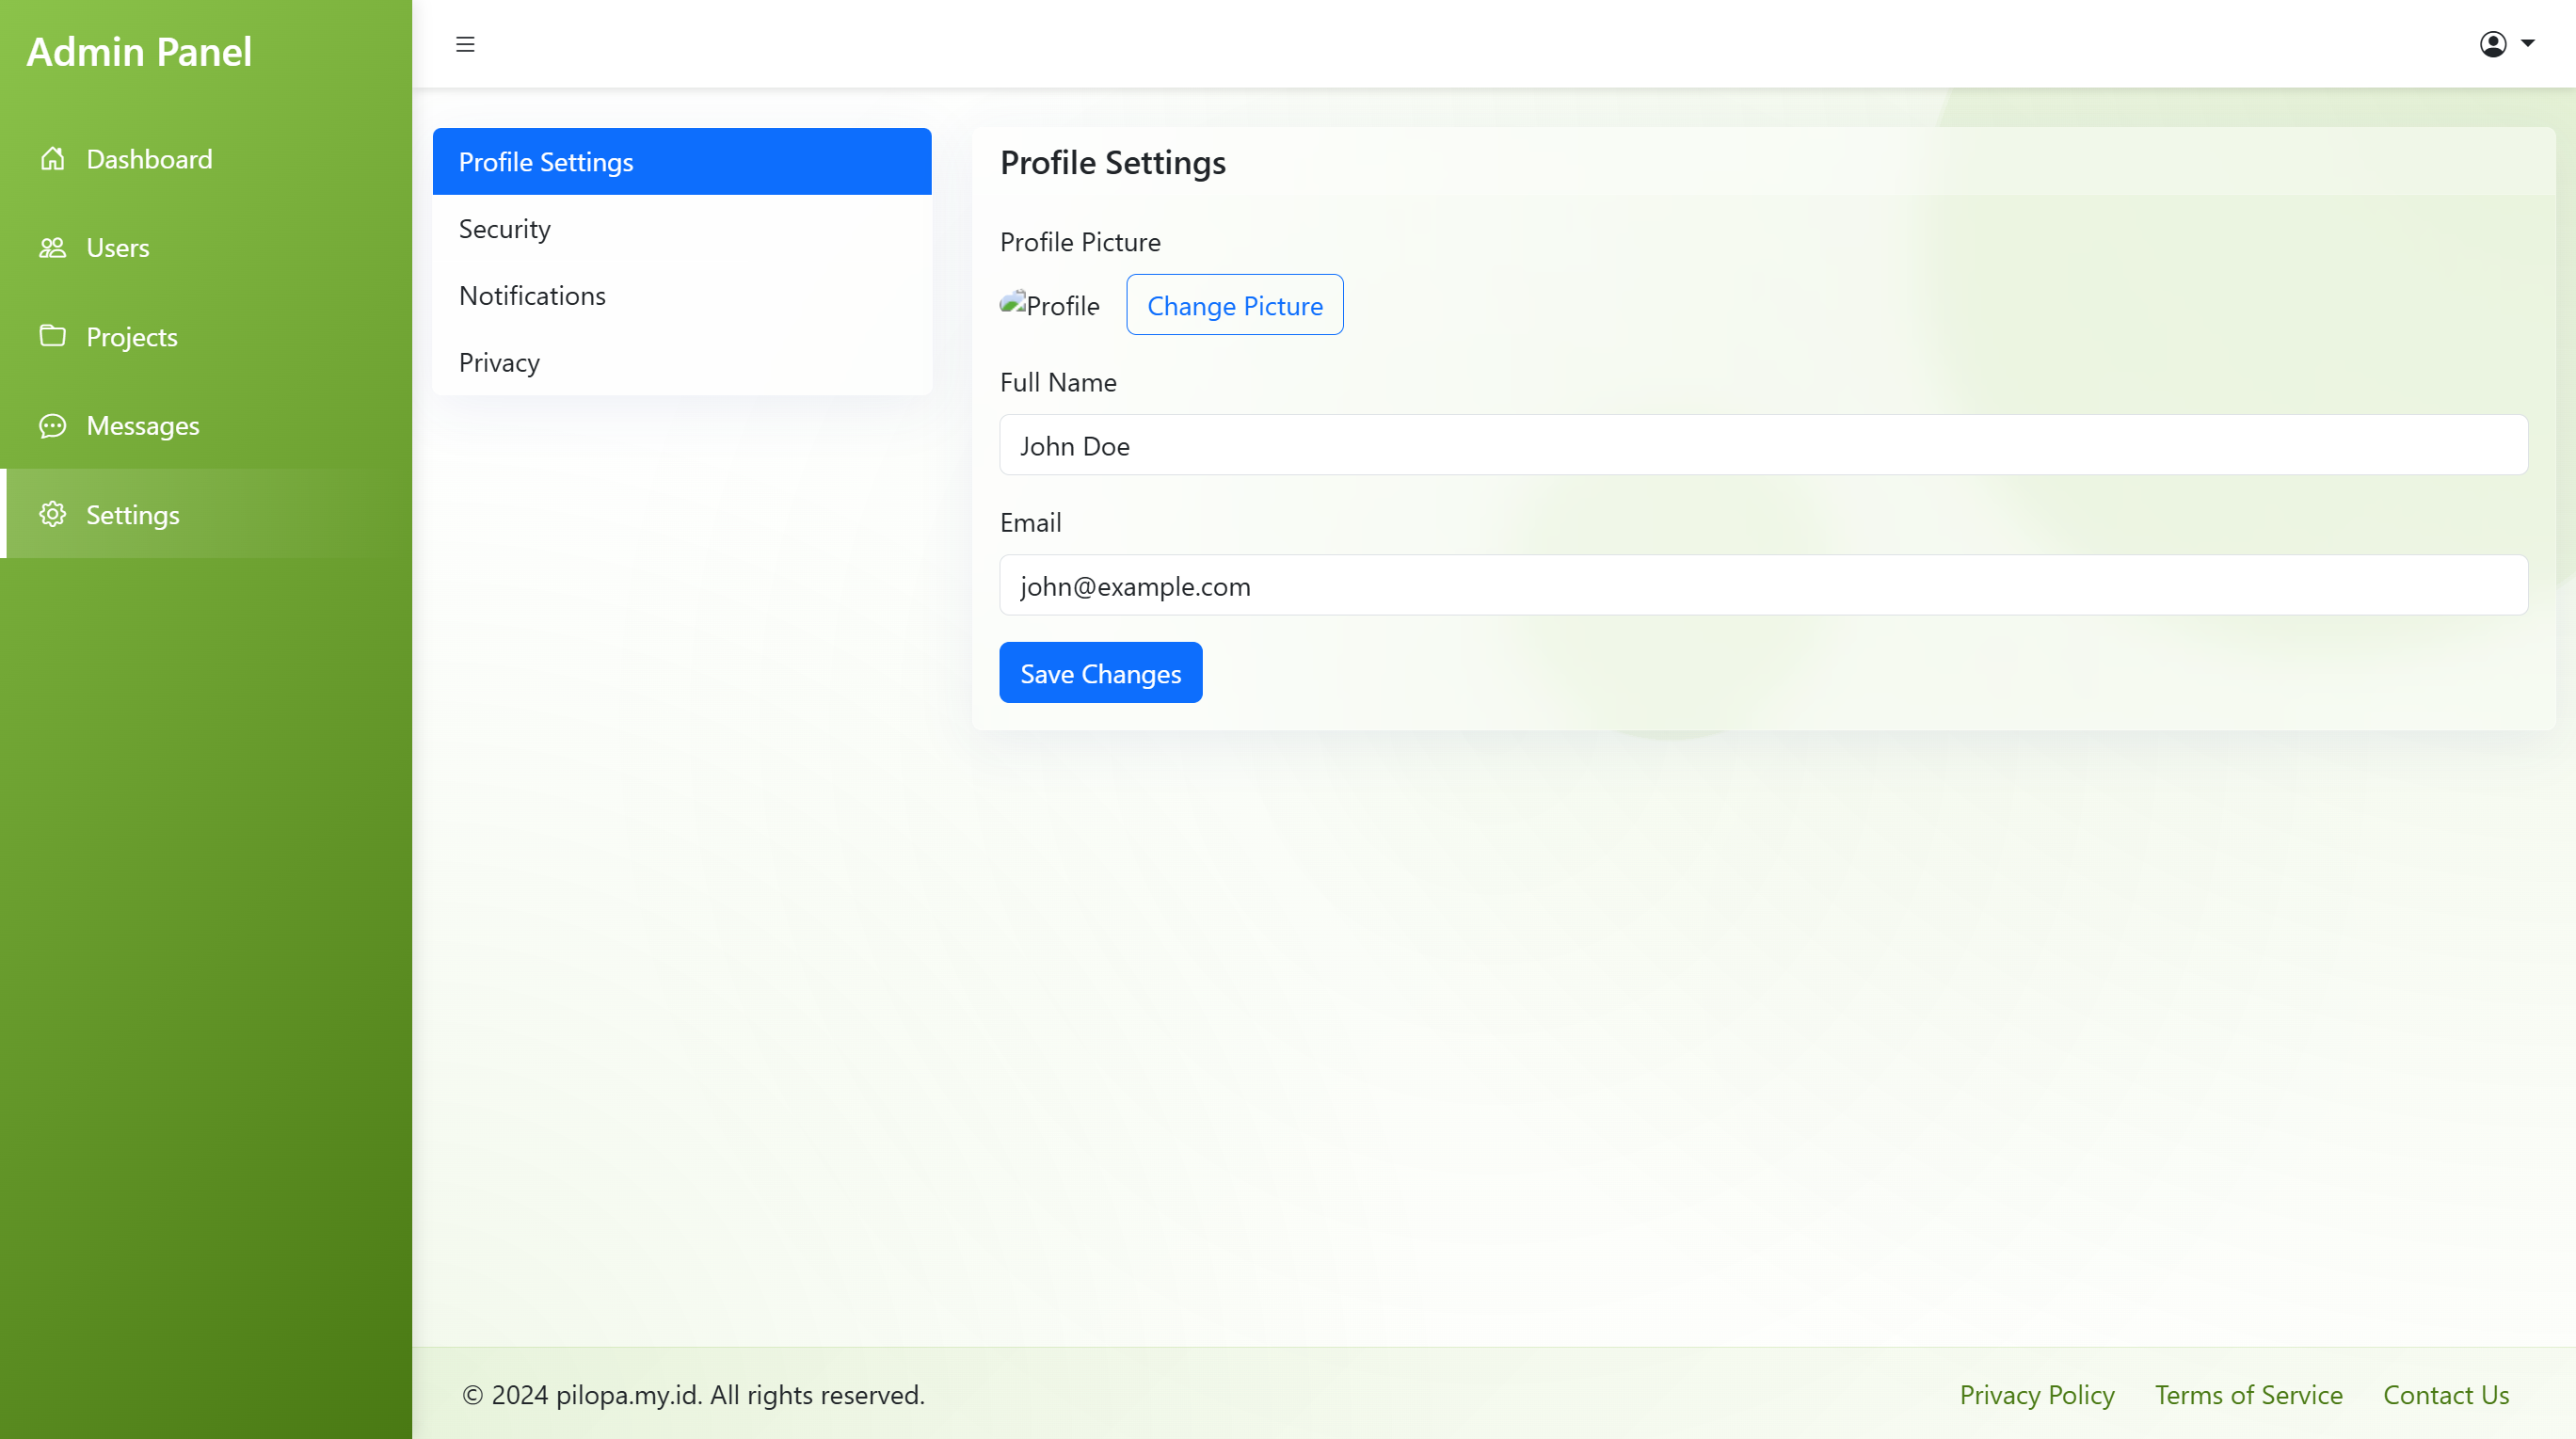 Admin Panel
Dashboard
Users
Projects
Messages
Settings
Profile Settings
Security
Notifications
Privacy
Profile Settings
Profile Picture
Profile
Change Picture
Full Name
John Doe
Email
john@example.com
Save Changes
© 2024 pilopa.my.id. All rights reserved.
Privacy Policy
Terms of Service
Contact Us